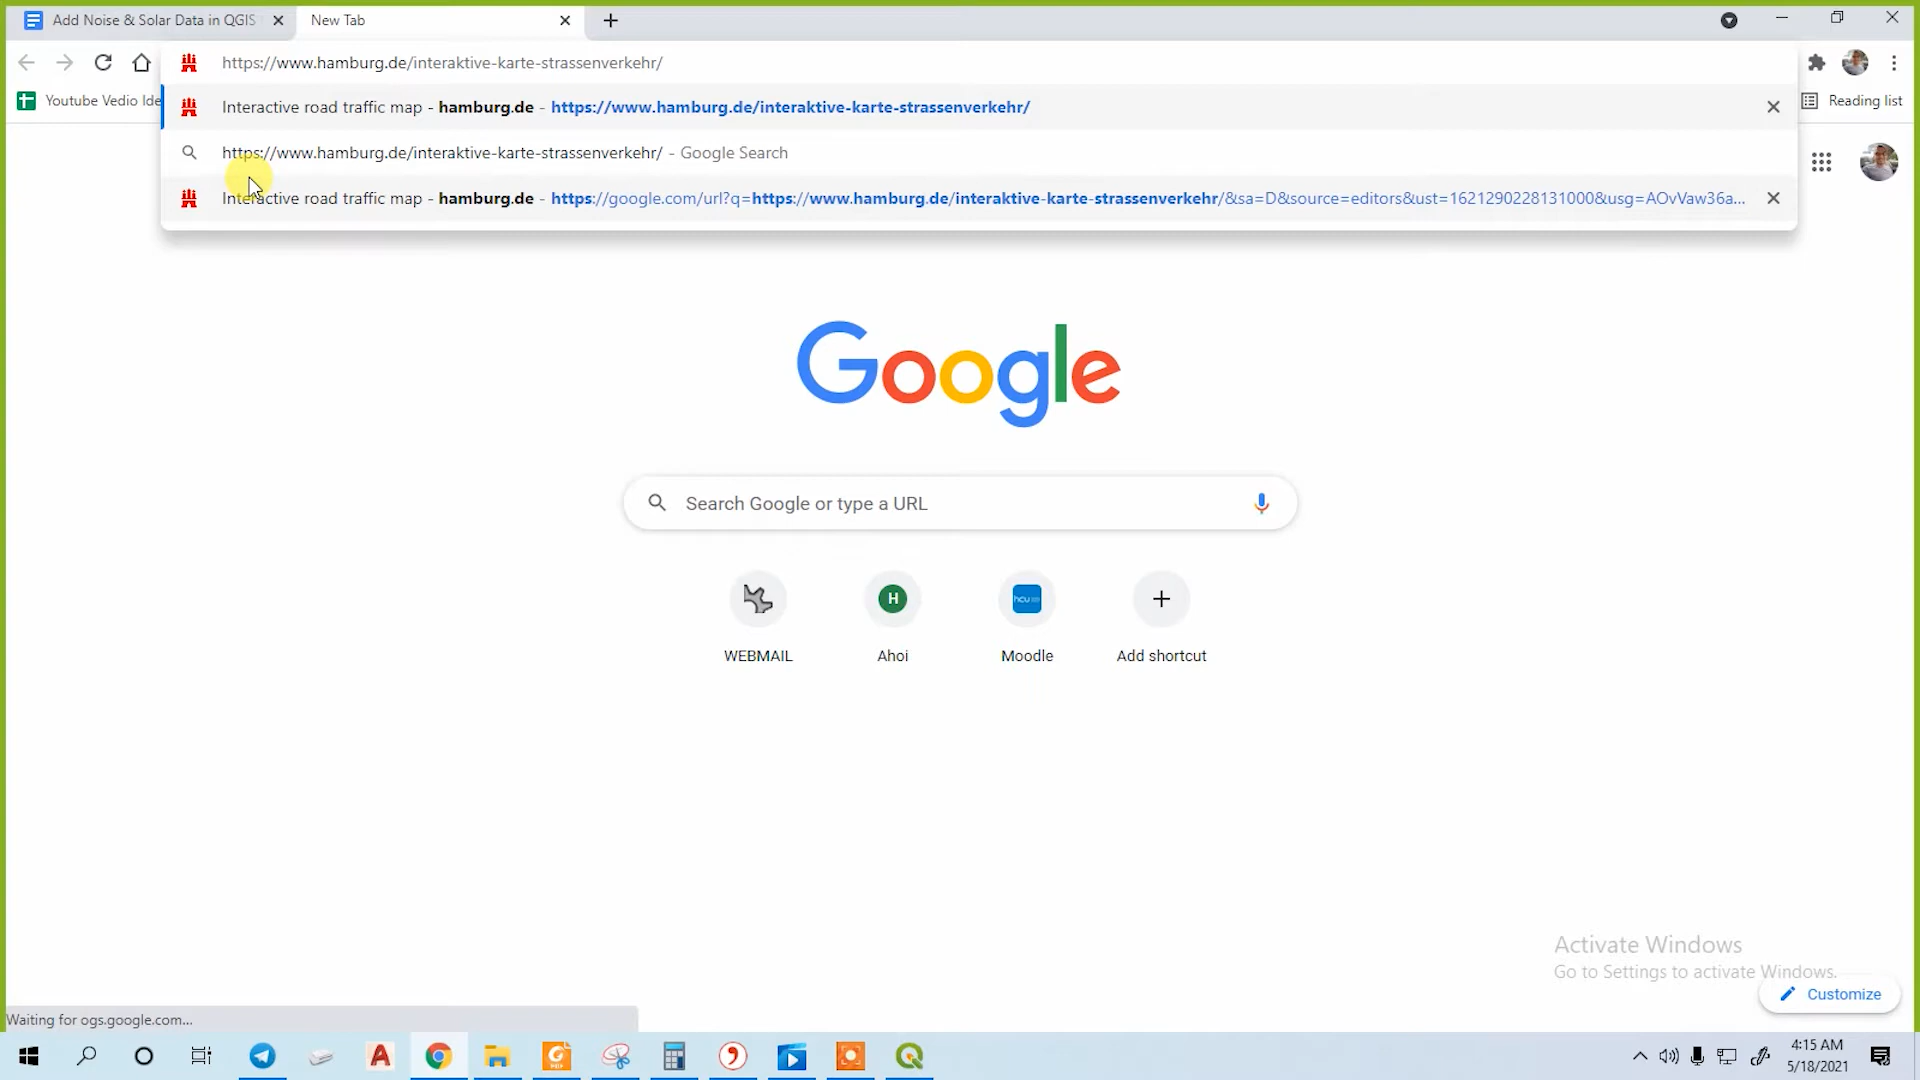 Add Noise & Solar Data in QGIS
New Tab
https://www.hamburg.de/interaktive-karte-strassenverkehr/
Youtube Vedio Ide
Interactive road traffic map - hamburg.de - https://www.hamburg.de/interaktive-karte-strassenverkehr/
Reading list
https://www.hamburg.de/interaktive-karte-strassenverkehr/ - Google Search
Interactive road traffic map - hamburg.de - https://google.com/url?q=https://www.hamburg.de/interaktive-karte-strassenverkehr/&sa=D&source=editors&ust=1621290228131000&usg=AOvVaw36a...
Google
Search Google or type a URL
H
hcu
WEBMAIL
Ahoi
Moodle
Add shortcut
Activate Windows
Go to Settings to activate Windows.
Customize
Waiting for ogs.google.com...
4:15 AM
5/18/2021